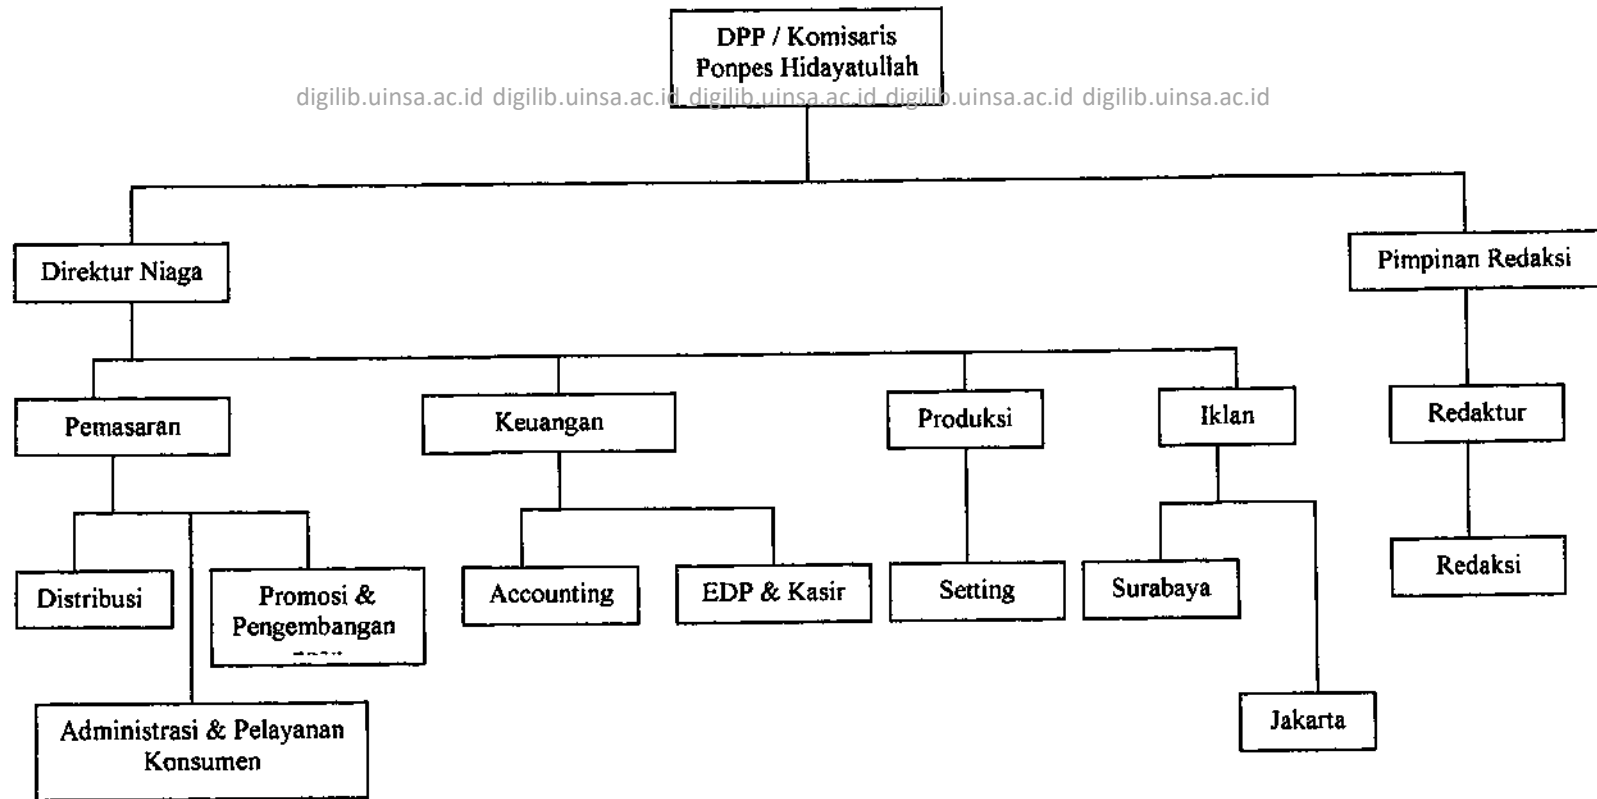 DPP / Komisaris
Ponpes Hidayatullah
digilib.uinsa.ac.id digilib.uinsa.ac.id digilib.uinsa.ac.id digilib.uinsa.ac.id digilib.uinsa.ac.id
Direktur Niaga
Pimpinan Redaksi
Pemasaran
Keuangan
Produksi
Iklan
Redaktur
Distribusi
Promosi &
Pengembangan
Accounting
EDP & Kasir
Setting
Surabaya
Redaksi
Administrasi & Pelayanan
Konsumen
Jakarta